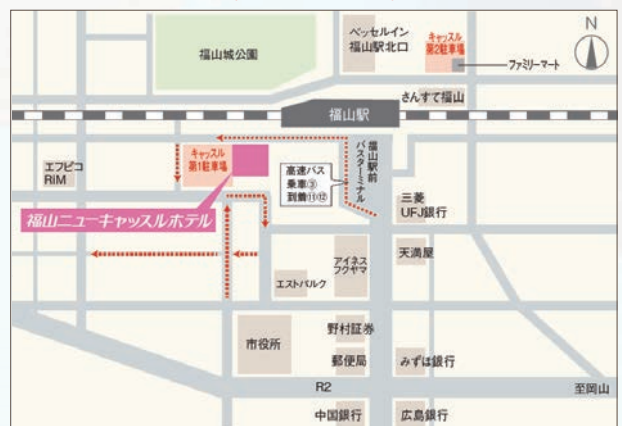 福山城公園
ベッセルイン
福山駅北口
キャッスル
第2駐車場
ファミリーマート
N
さんすて福山
福山駅
エフピコ
RiM
キャッスル
第1駐車場
福山ニューキャッスルホテル
高速バス
乗車③
到着⑪⑫
福山駅前
バスターミナル
三菱
UFJ銀行
天満屋
アイネス
フクヤマ
エストパルク
市役所
野村証券
郵便局
みずほ銀行
R2
至岡山
中国銀行
広島銀行